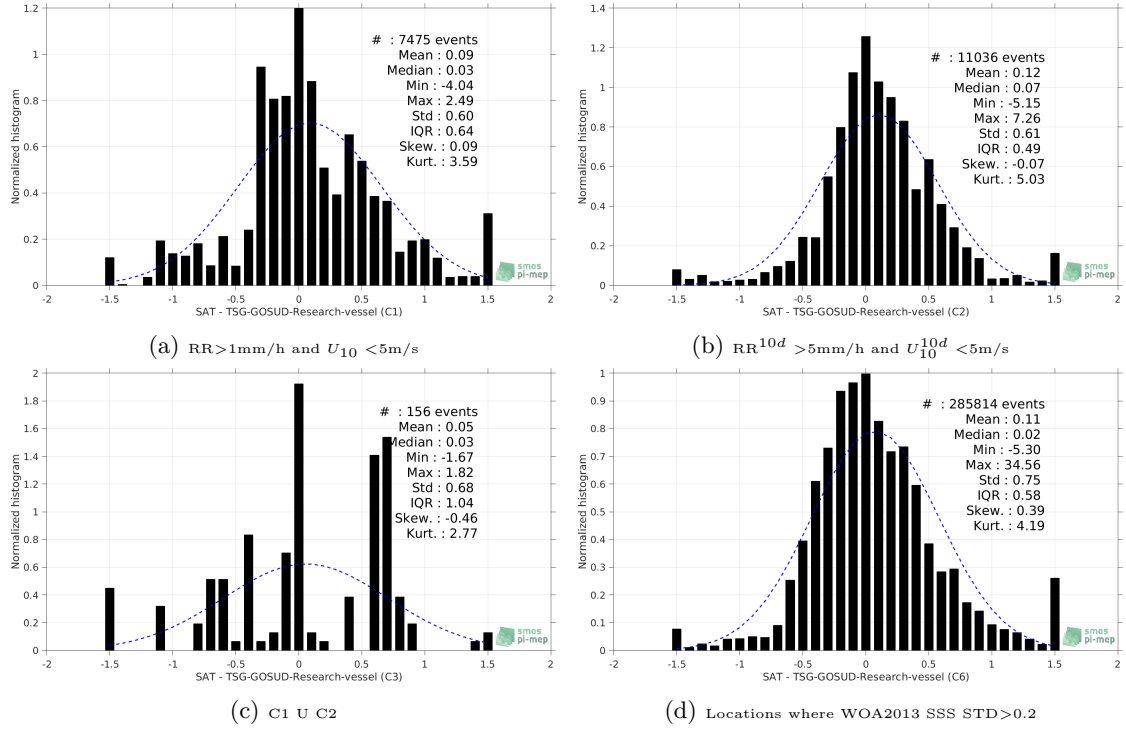 1.2
1
0.8
0.6
0.4
0.2
0
-2 -1.5 -1 -0.5 0 0.5 1 1.5 2
Normalized histogram
# : 7475 events
Mean : 0.09
Median : 0.03
Min : -4.04
Max : 2.49
Std : 0.60
IQR : 0.64
Skew. : 0.09
Kurt. : 3.59
smos
pi-mep
SAT - TSG-GOSUD-Research-vessel (C1)
(a) RR>1mm/h and U10 <5m/s
1.4
1.2
1
0.8
0.6
0.4
0.2
0
-2 -1.5 -1 -0.5 0 0.5 1 1.5 2
Normalized histogram
# : 11036 events
Mean : 0.12
Median : 0.07
Min : -5.15
Max : 7.26
Std : 0.61
IQR : 0.49
Skew. : -0.07
Kurt. : 5.03
smos
pi-mep
SAT - TSG-GOSUD-Research-vessel (C2)
(b) RR10d >5mm/h and U10d10 <5m/s
2
1.8
1.6
1.4
1.2
1
0.8
0.6
0.4
0.2
0
-2 -1.5 -1 -0.5 0 0.5 1 1.5 2
Normalized histogram
# : 156 events
Mean : 0.05
Median : 0.03
Min : -1.67
Max : 1.82
Std : 0.68
IQR : 1.04
Skew. : -0.46
Kurt. : 2.77
smos
pi-mep
SAT - TSG-GOSUD-Research-vessel (C3)
(c) C1 U C2
1
0.9
0.8
0.7
0.6
0.5
0.4
0.3
0.2
0.1
0
-2 -1.5 -1 -0.5 0 0.5 1 1.5 2
Normalized histogram
# : 285814 events
Mean : 0.11
Median : 0.02
Min : -5.30
Max : 34.56
Std : 0.75
IQR : 0.58
Skew. : 0.39
Kurt. : 4.19
smos
pi-mep
SAT - TSG-GOSUD-Research-vessel (C6)
(d) Locations where WOA2013 SSS STD>0.2